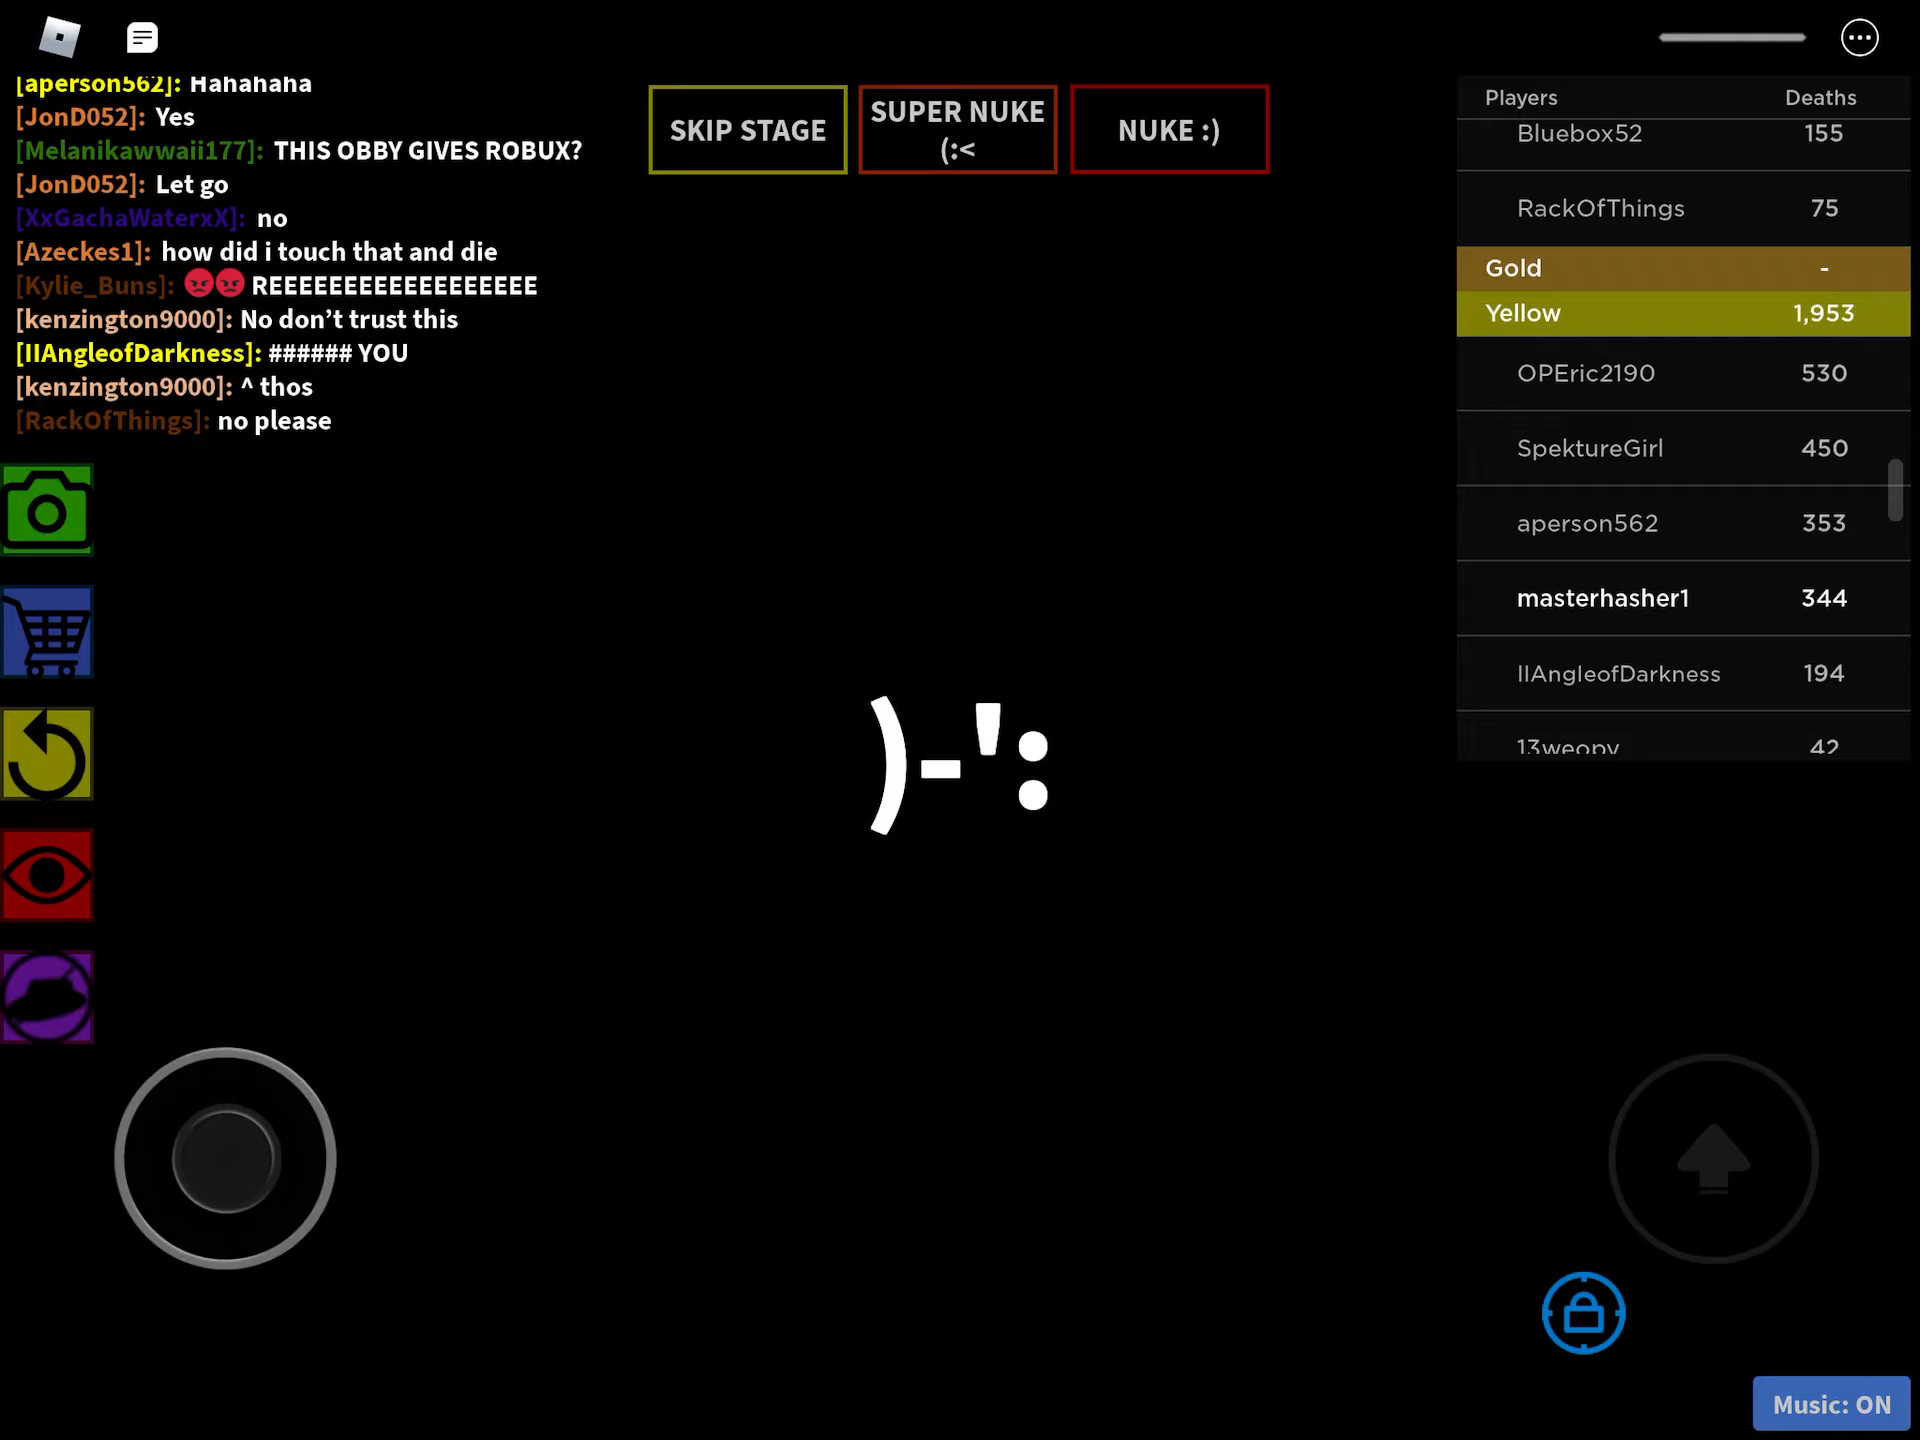 [aperson562]: Hahahaha
[JonD052]: Yes
[Melanikawwaii177]: THIS OBBY GIVES ROBUX?
[JonD052]: Let go
[XxGachaWaterxX]: no
[Azeckes1]: how did i touch that and die
[Kylie_Buns]: 😡😡 REEEEEEEEEEEEEEEEEE
[kenzington9000]: No don’t trust this
[IIAngleofDarkness]: ###### YOU
[kenzington9000]: ^ thos
[RackOfThings]: no please
SKIP STAGE
SUPER NUKE
(:<
NUKE :)
Players Deaths
Bluebox52 155
RackOfThings 75
Gold -
Yellow 1,953
OPEric2190 530
SpektureGirl 450
aperson562 353
masterhasher1 344
IIAngleofDarkness 194
13weopy 42
)-':
Music: ON